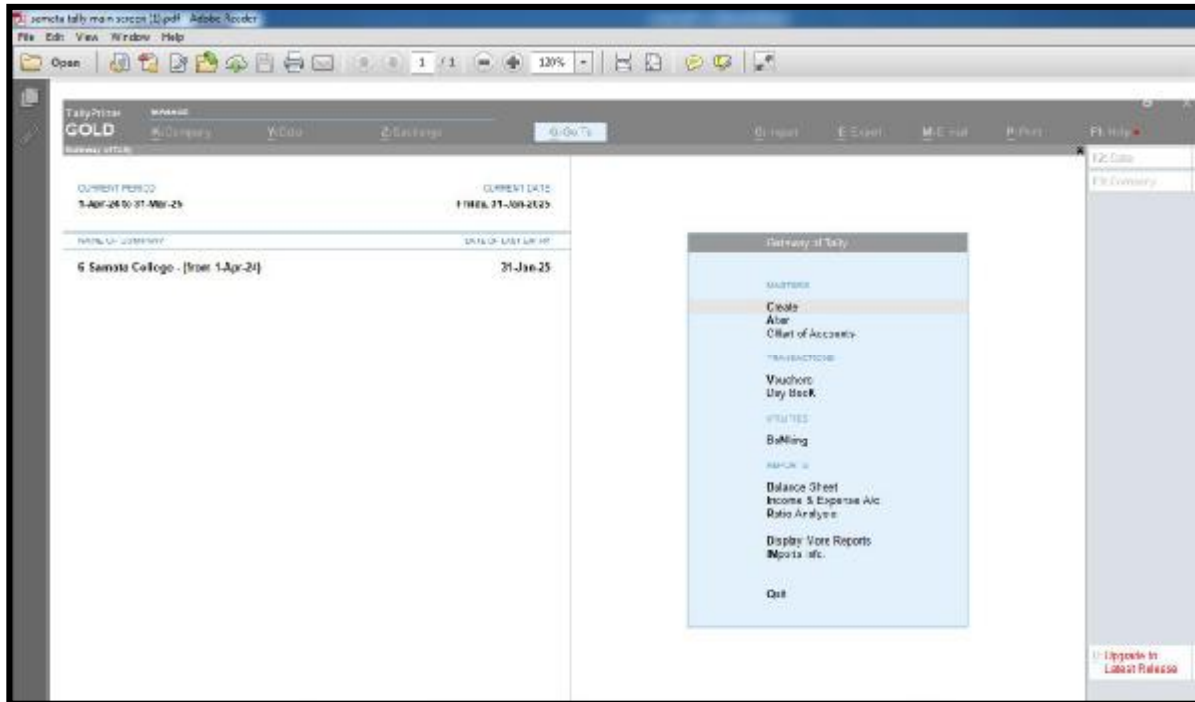 sameta tally main screen (1).pdf - Adobe Reader
File Edit View Window Help
Open 1 / 1 120%
TallyPrime MANAGE
GOLD K: Company Y: Data Z: Exchange G: Go To O: Import E: Export M: E-mail P: Print F1: Help
Gateway of Tally
F2: Date
F3: Company
CURRENT PERIOD CURRENT DATE
1-Apr-24 to 31-Mar-25 Friday, 31-Jan-2025
NAME OF COMPANY DATE OF LAST ENTRY
6 Samata College - (from 1-Apr-24) 31-Jan-25
Gateway of Tally
MASTERS
Create
Alter
CHart of Accounts
TRANSACTIONS
Vouchers
Day BooK
UTILITIES
BaNking
REPORTS
Balance Sheet
Income & Expense A/c
Ratio Analysis
Display More Reports
Quit
Upgrade to
Latest Release